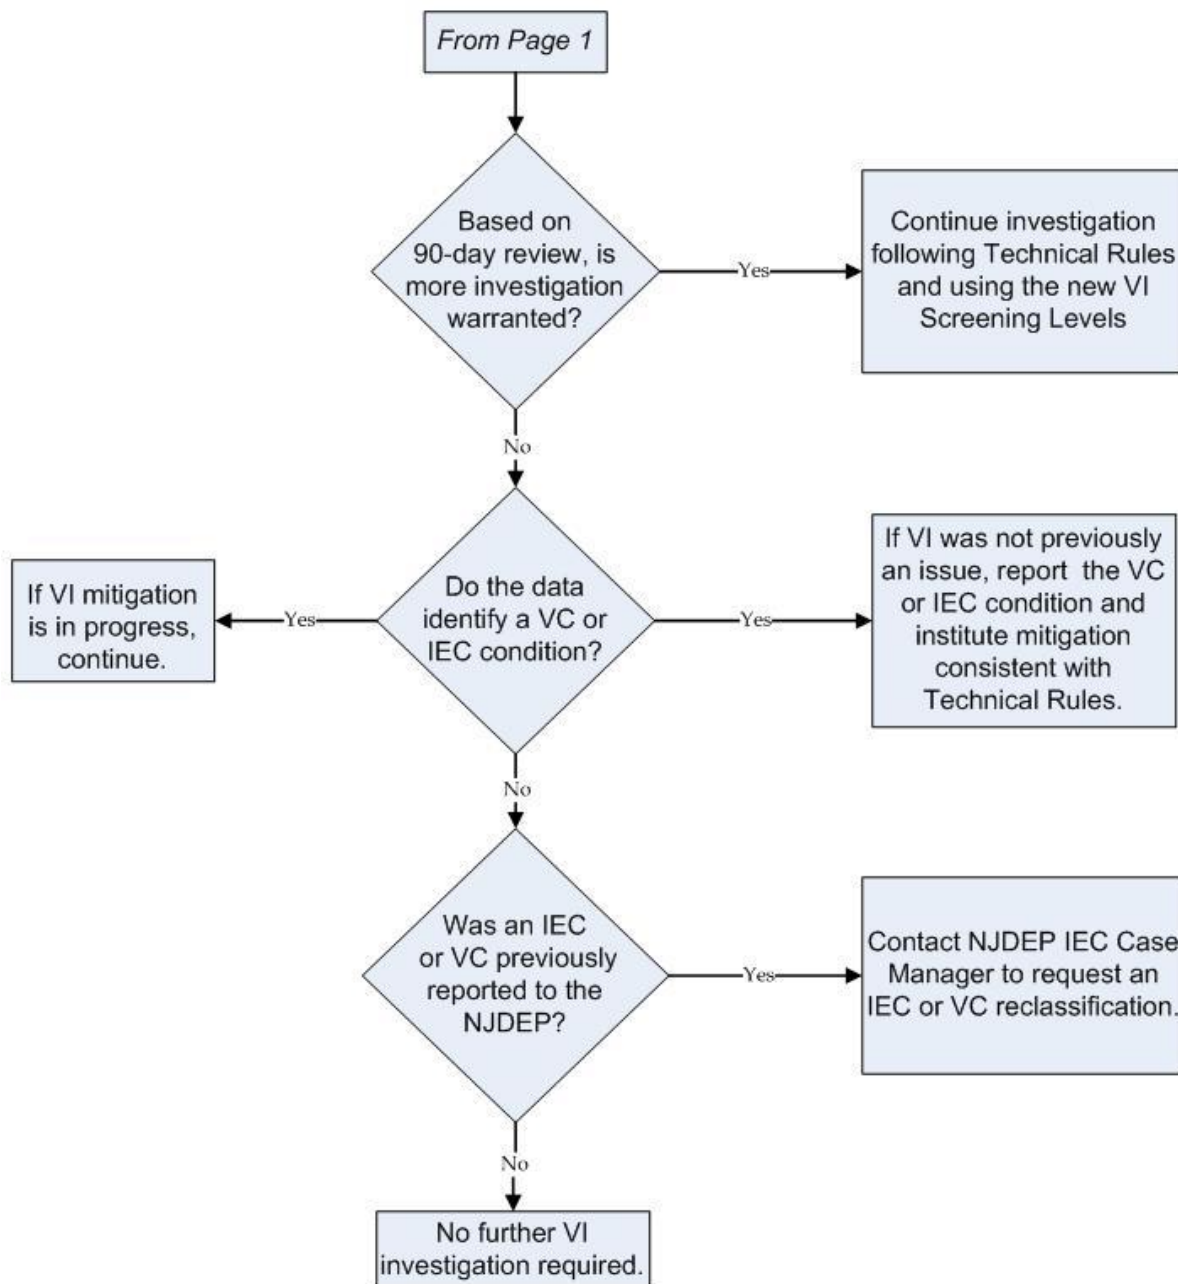 From Page 1
Based on
90-day review, is
more investigation
warranted?
Yes
Continue investigation
following Technical Rules
and using the new VI
Screening Levels
No
If VI mitigation
is in progress,
continue.
Yes
Do the data
identify a VC or
IEC condition?
Yes
If VI was not previously
an issue, report the VC
or IEC condition and
institute mitigation
consistent with
Technical Rules.
No
Was an IEC
or VC previously
reported to the
NJDEP?
Yes
Contact NJDEP IEC Case
Manager to request an
IEC or VC reclassification.
No
No further VI
investigation required.